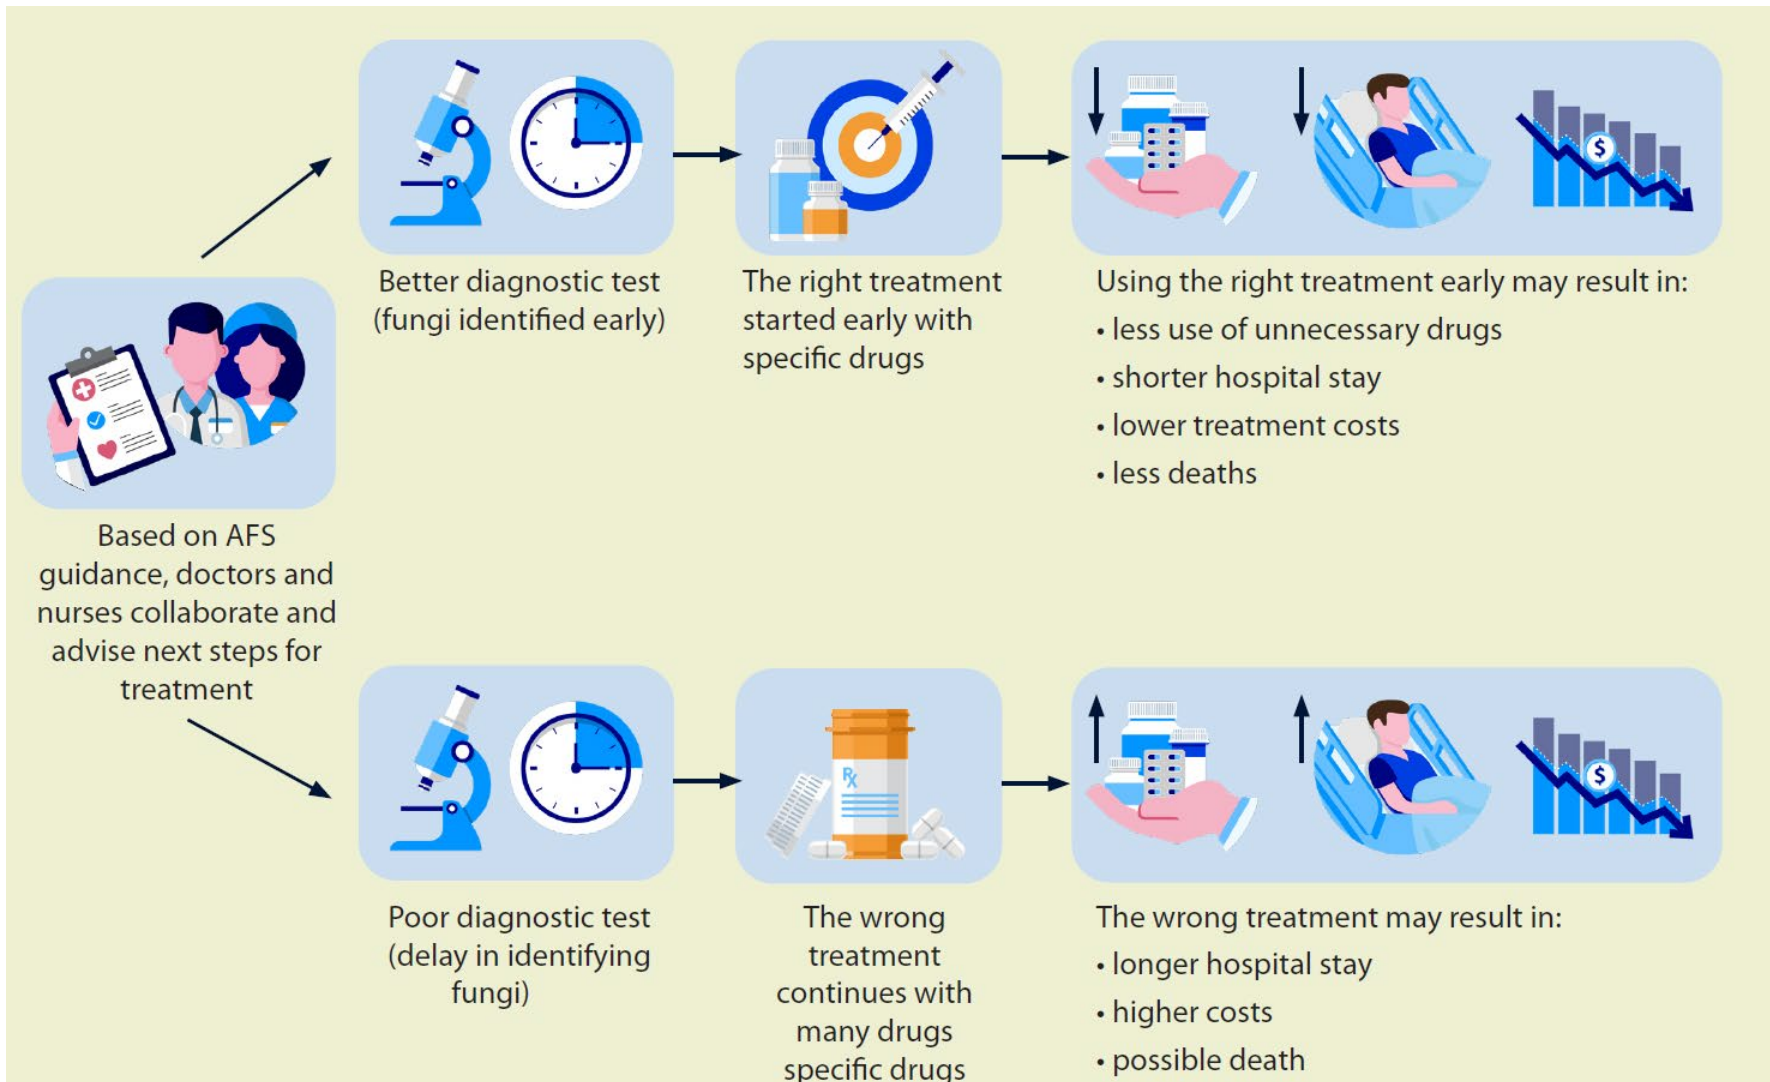 Better diagnostic test
(fungi identified early)
The right treatment
started early with
specific drugs
$
Using the right treatment early may result in:
• less use of unnecessary drugs
• shorter hospital stay
• lower treatment costs
• less deaths
Based on AFS
guidance, doctors and
nurses collaborate and
advise next steps for
treatment
Poor diagnostic test
(delay in identifying
fungi)
Rx
The wrong
treatment
continues with
many drugs
specific drugs
$
The wrong treatment may result in:
• longer hospital stay
• higher costs
• possible death